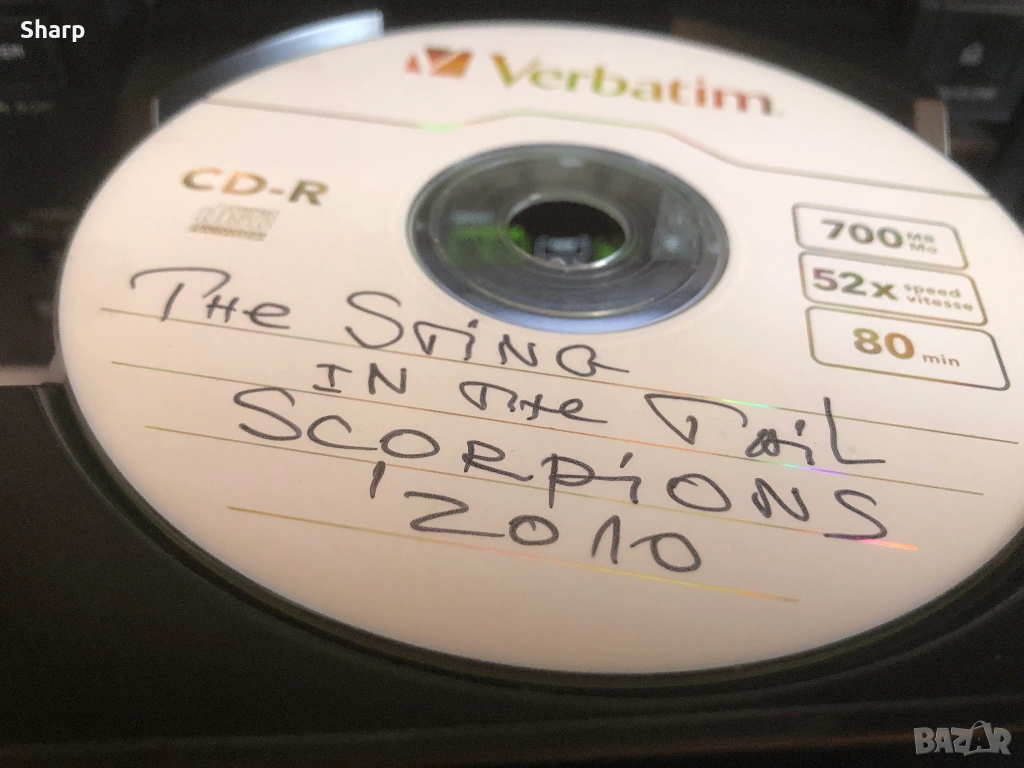 Sharp
Verbatim
CD-R
700 MB Mo
52x speed vitesse
80 min
The Sting
in the Tail
Scorpions
'2010
BAZAR